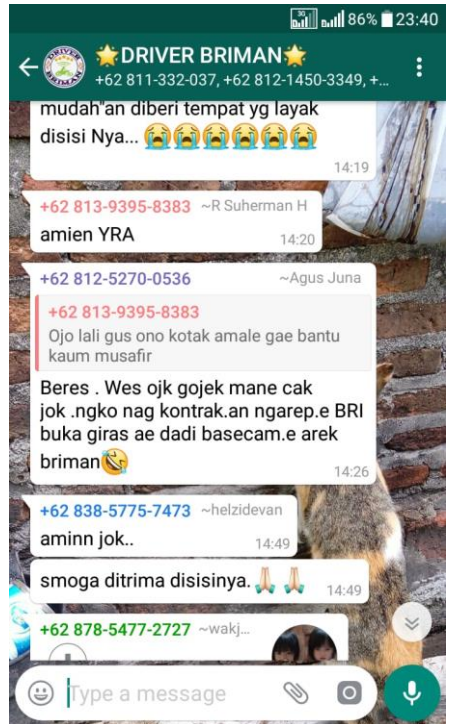 30
86% 23:40
🌟DRIVER BRIMAN🌟
+62 811-332-037, +62 812-1450-3349, +...
mudah"an diberi tempat yg layak
disisi Nya... 😭😭😭😭😭😭
14:19
+62 813-9395-8383 ~R Suherman H
amien YRA
14:20
+62 812-5270-0536 ~Agus Juna
+62 813-9395-8383
Ojo lali gus ono kotak amale gae bantu
kaum musafir
Beres . Wes ojk gojek mane cak
jok .ngko nag kontrak.an ngarep.e BRI
buka giras ae dadi basecam.e arek
briman🤣
14:26
+62 838-5775-7473 ~helzidevan
aminn jok..
14:49
smoga ditrima disisinya.🙏🏻🙏🏻
14:49
+62 878-5477-2727 ~wakj...
Type a message